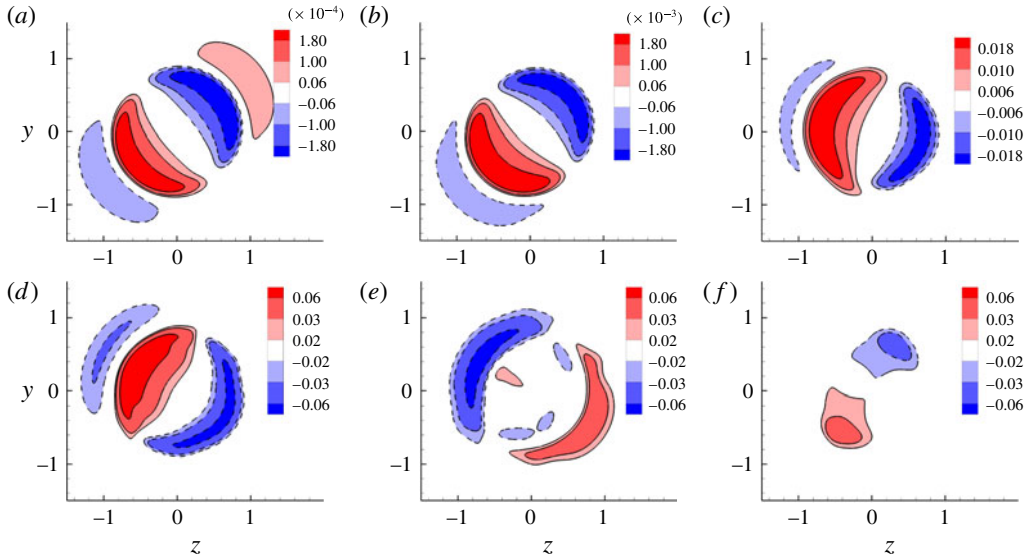 (a) (× 10⁻⁴) (b) (× 10⁻³) (c)
1 1.80 1 1.80 1 0.018
1.00 1.00 0.010
0.06 0.06 0.006
y 0 −0.06 0 −0.06 0 −0.006
−1.00 −1.00 −0.010
−1.80 −1.80 −0.018
−1 −1 −1
−1 0 1 −1 0 1 −1 0 1
(d) (e) (f)
0.06 0.06 0.06
1 0.03 1 0.03 1 0.03
0.02 0.02 0.02
−0.02 −0.02 −0.02
y 0 −0.03 0 −0.03 0 −0.03
−0.06 −0.06 −0.06
−1 −1 −1
−1 0 1 −1 0 1 −1 0 1
z z z